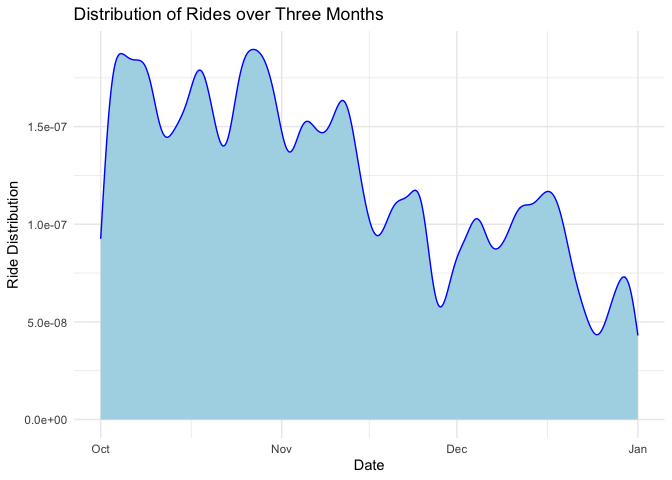 Distribution of Rides over Three Months
Ride Distribution
1.5e−07
1.0e−07
5.0e−08
0.0e+00
Oct
Nov
Dec
Jan
Date